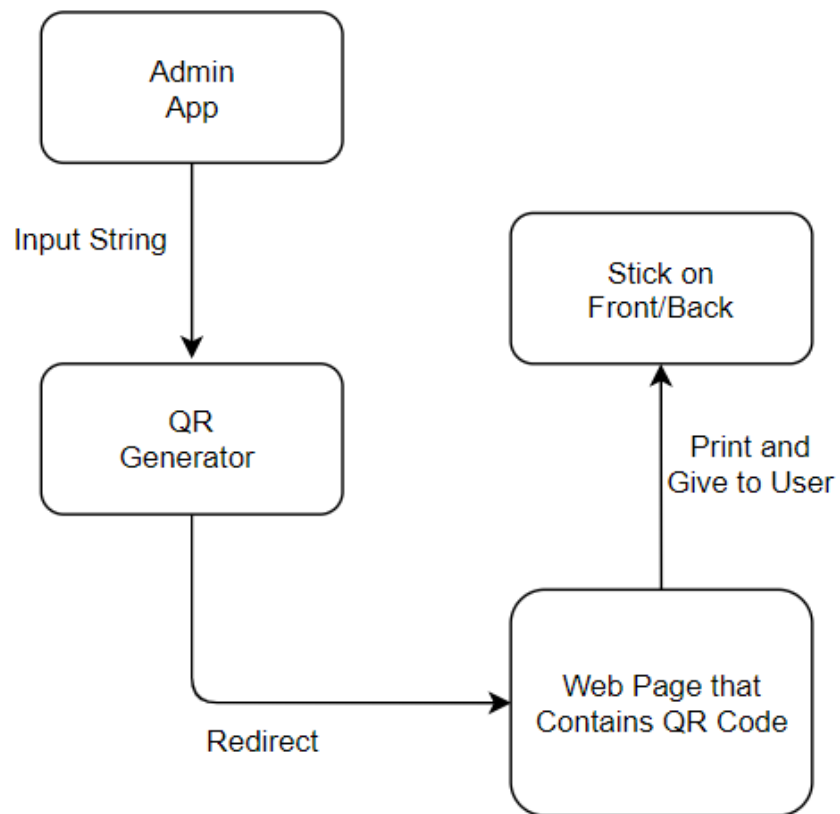 Admin
App
Input String
QR
Generator
Redirect
Web Page that
Contains QR Code
Print and
Give to User
Stick on
Front/Back